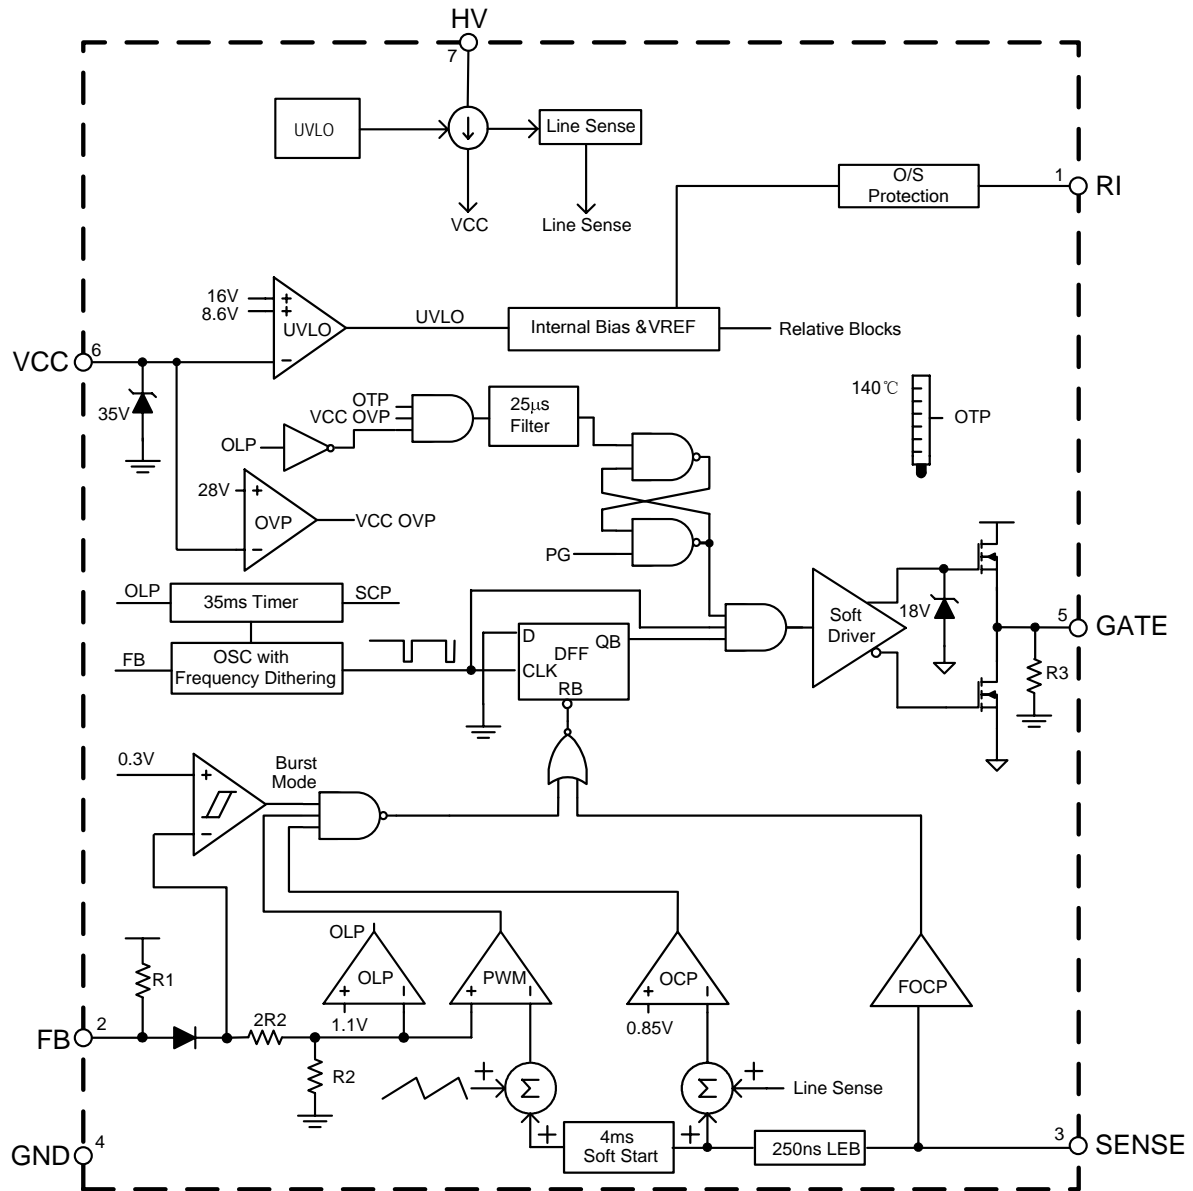 HV
7
UVLO
Line Sense
VCC
Line Sense
O/S
Protection
1
RI
16V
8.6V
+
+
UVLO
−
UVLO
Internal Bias &VREF
Relative Blocks
VCC
6
35V
OTP
VCC OVP
OLP
25µs
Filter
140℃
OTP
28V
+
OVP
−
VCC OVP
PG
OLP
35ms Timer
SCP
FB
OSC with
Frequency Dithering
D
QB
DFF
CLK
RB
Soft
Driver
18V
5
GATE
R3
0.3V
+
−
Burst
Mode
OLP
+
OLP
−
1.1V
+
PWM
−
+
OCP
−
0.85V
FOCP
R1
FB
2
2R2
R2
+
Σ
+
4ms
Soft Start
+
Σ
+
Line Sense
250ns LEB
3
SENSE
GND
4